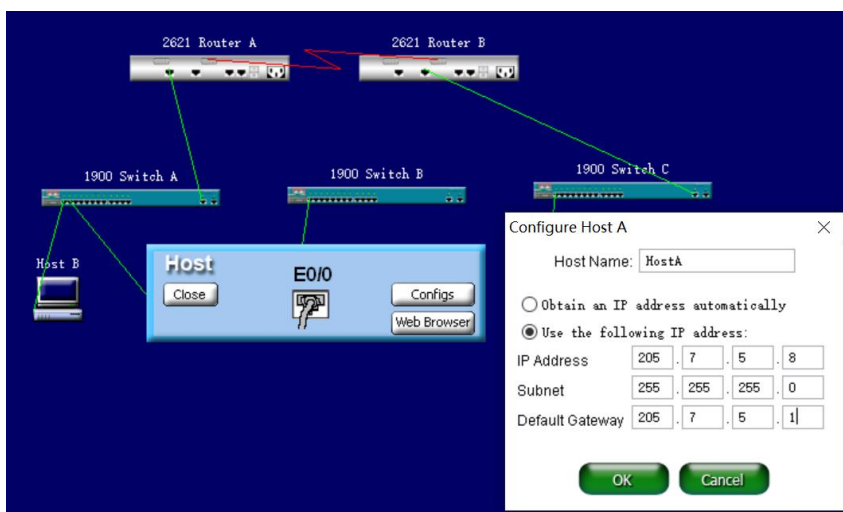 2621 Router A
2621 Router B
1900 Switch A
1900 Switch B
1900 Switch C
Host B
Host
E0/0
Close
Configs
Web Browser
Configure Host A
Host Name: HostA
Obtain an IP address automatically
Use the following IP address:
IP Address 205 . 7 . 5 . 8
Subnet 255 . 255 . 255 . 0
Default Gateway 205 . 7 . 5 . 1
OK
Cancel